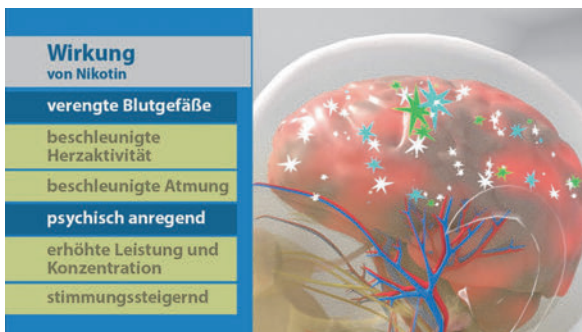 Wirkung
von Nikotin
verengte Blutgefäße
beschleunigte
Herzaktivität
beschleunigte Atmung
psychisch anregend
erhöhte Leistung und
Konzentration
stimmungssteigernd